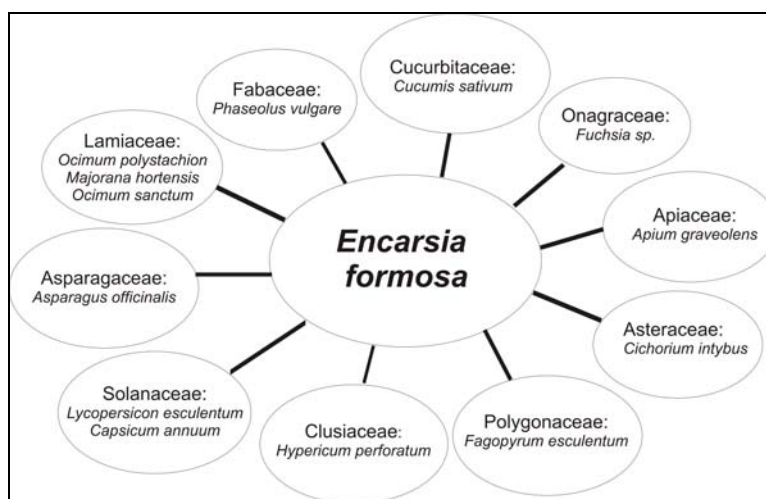 Cucurbitaceae:
Cucumis sativum
Fabaceae:
Phaseolus vulgare
Onagraceae:
Fuchsia sp.
Lamiaceae:
Ocimum polystachion
Majorana hortensis
Ocimum sanctum
Apiaceae:
Apium graveolens
Encarsia
formosa
Asparagaceae:
Asparagus officinalis
Asteraceae:
Cichorium intybus
Solanaceae:
Lycopersicon esculentum
Capsicum annuum
Clusiaceae:
Hypericum perforatum
Polygonaceae:
Fagopyrum esculentum